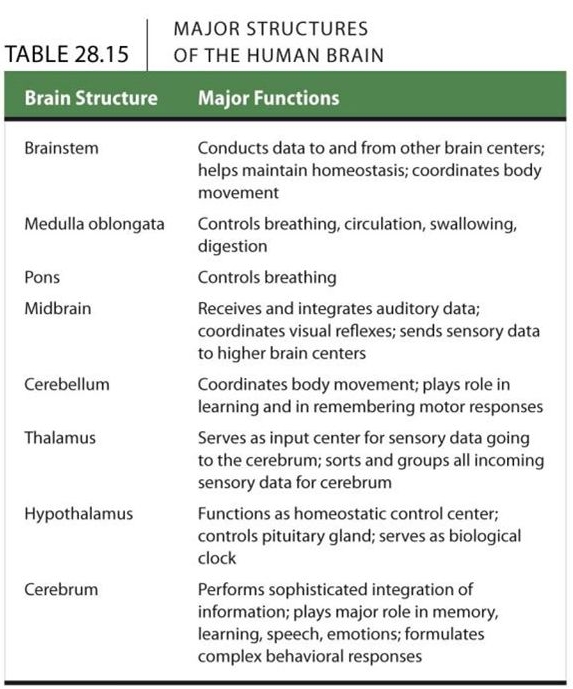 MAJOR STRUCTURES
TABLE 28.15 OF THE HUMAN BRAIN
Brain Structure Major Functions
Brainstem Conducts data to and from other brain centers;
helps maintain homeostasis; coordinates body
movement
Medulla oblongata Controls breathing, circulation, swallowing,
digestion
Pons Controls breathing
Midbrain Receives and integrates auditory data;
coordinates visual reflexes; sends sensory data
to higher brain centers
Cerebellum Coordinates body movement; plays role in
learning and in remembering motor responses
Thalamus Serves as input center for sensory data going
to the cerebrum; sorts and groups all incoming
sensory data for cerebrum
Hypothalamus Functions as homeostatic control center;
controls pituitary gland; serves as biological
clock
Cerebrum Performs sophisticated integration of
information; plays major role in memory,
learning, speech, emotions; formulates
complex behavioral responses